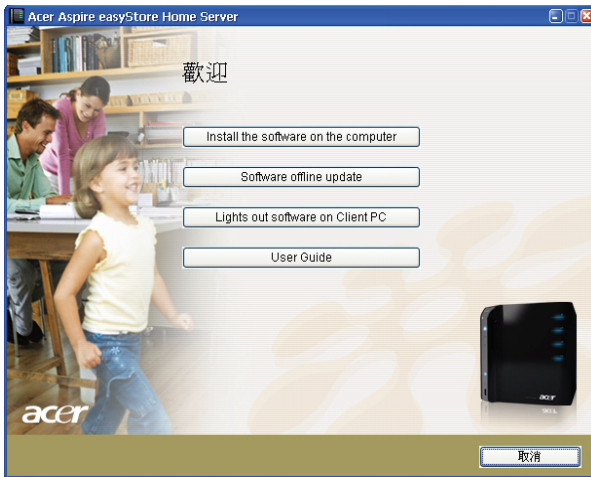 Acer Aspire easyStore Home Server
歡迎
Install the software on the computer
Software offline update
Lights out software on Client PC
User Guide
acer
acer
取消